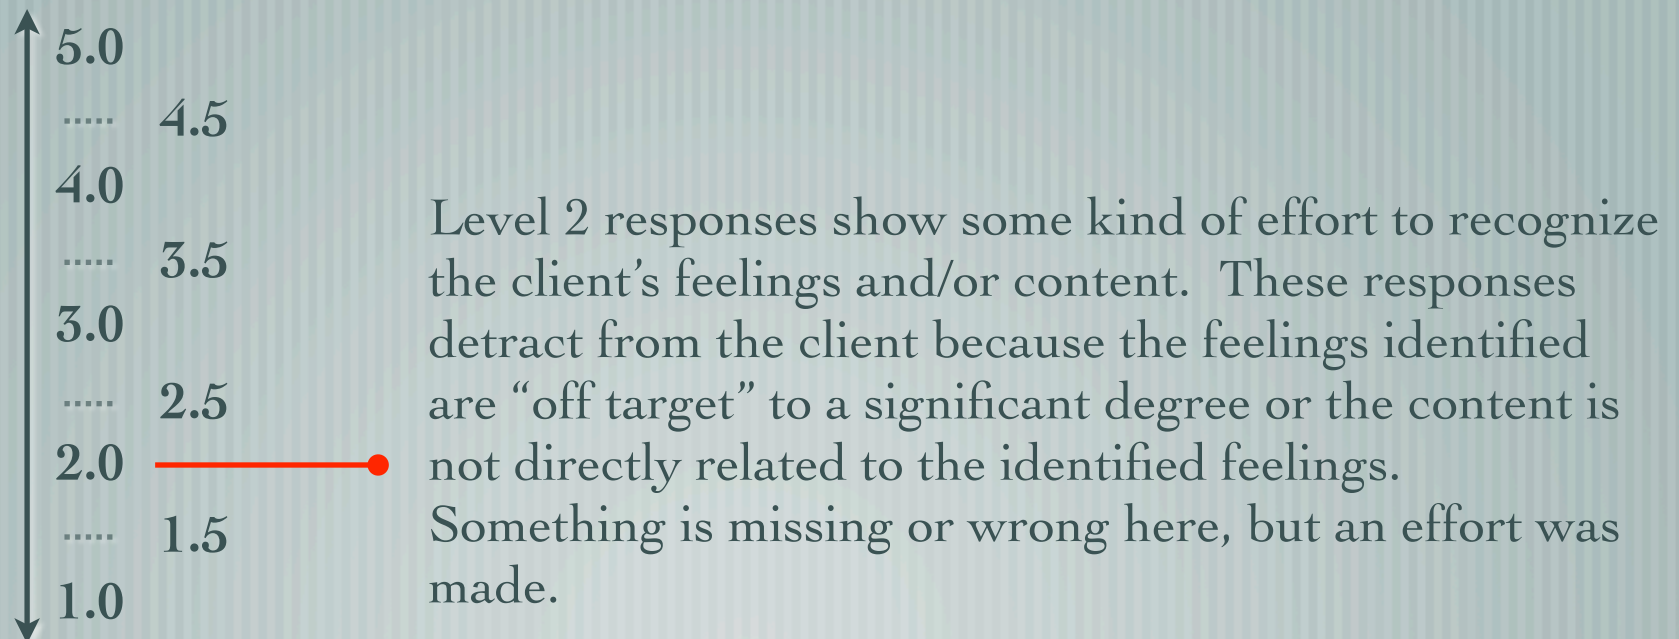 5.0
..... 4.5
4.0
..... 3.5
3.0
..... 2.5
2.0
..... 1.5
1.0
Level 2 responses show some kind of effort to recognize
the client’s feelings and/or content.  These responses
detract from the client because the feelings identified
are “off target” to a significant degree or the content is
not directly related to the identified feelings.
Something is missing or wrong here, but an effort was
made.